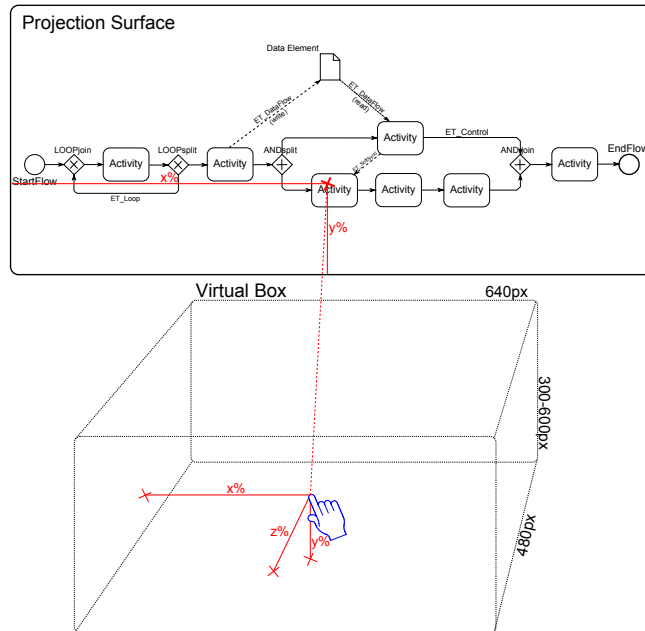 Projection Surface
Data Element
ET_DataFlow
(write)
ET_DataFlow
(read)
LOOPjoin
LOOPsplit
ANDsplit
Activity
ET_Control
ANDjoin
EndFlow
Activity
Activity
Activity
StartFlow
x%
ET_Loop
Activity
Activity
Activity
y%
Virtual Box
640px
300-600px
x%
z%
y%
480px